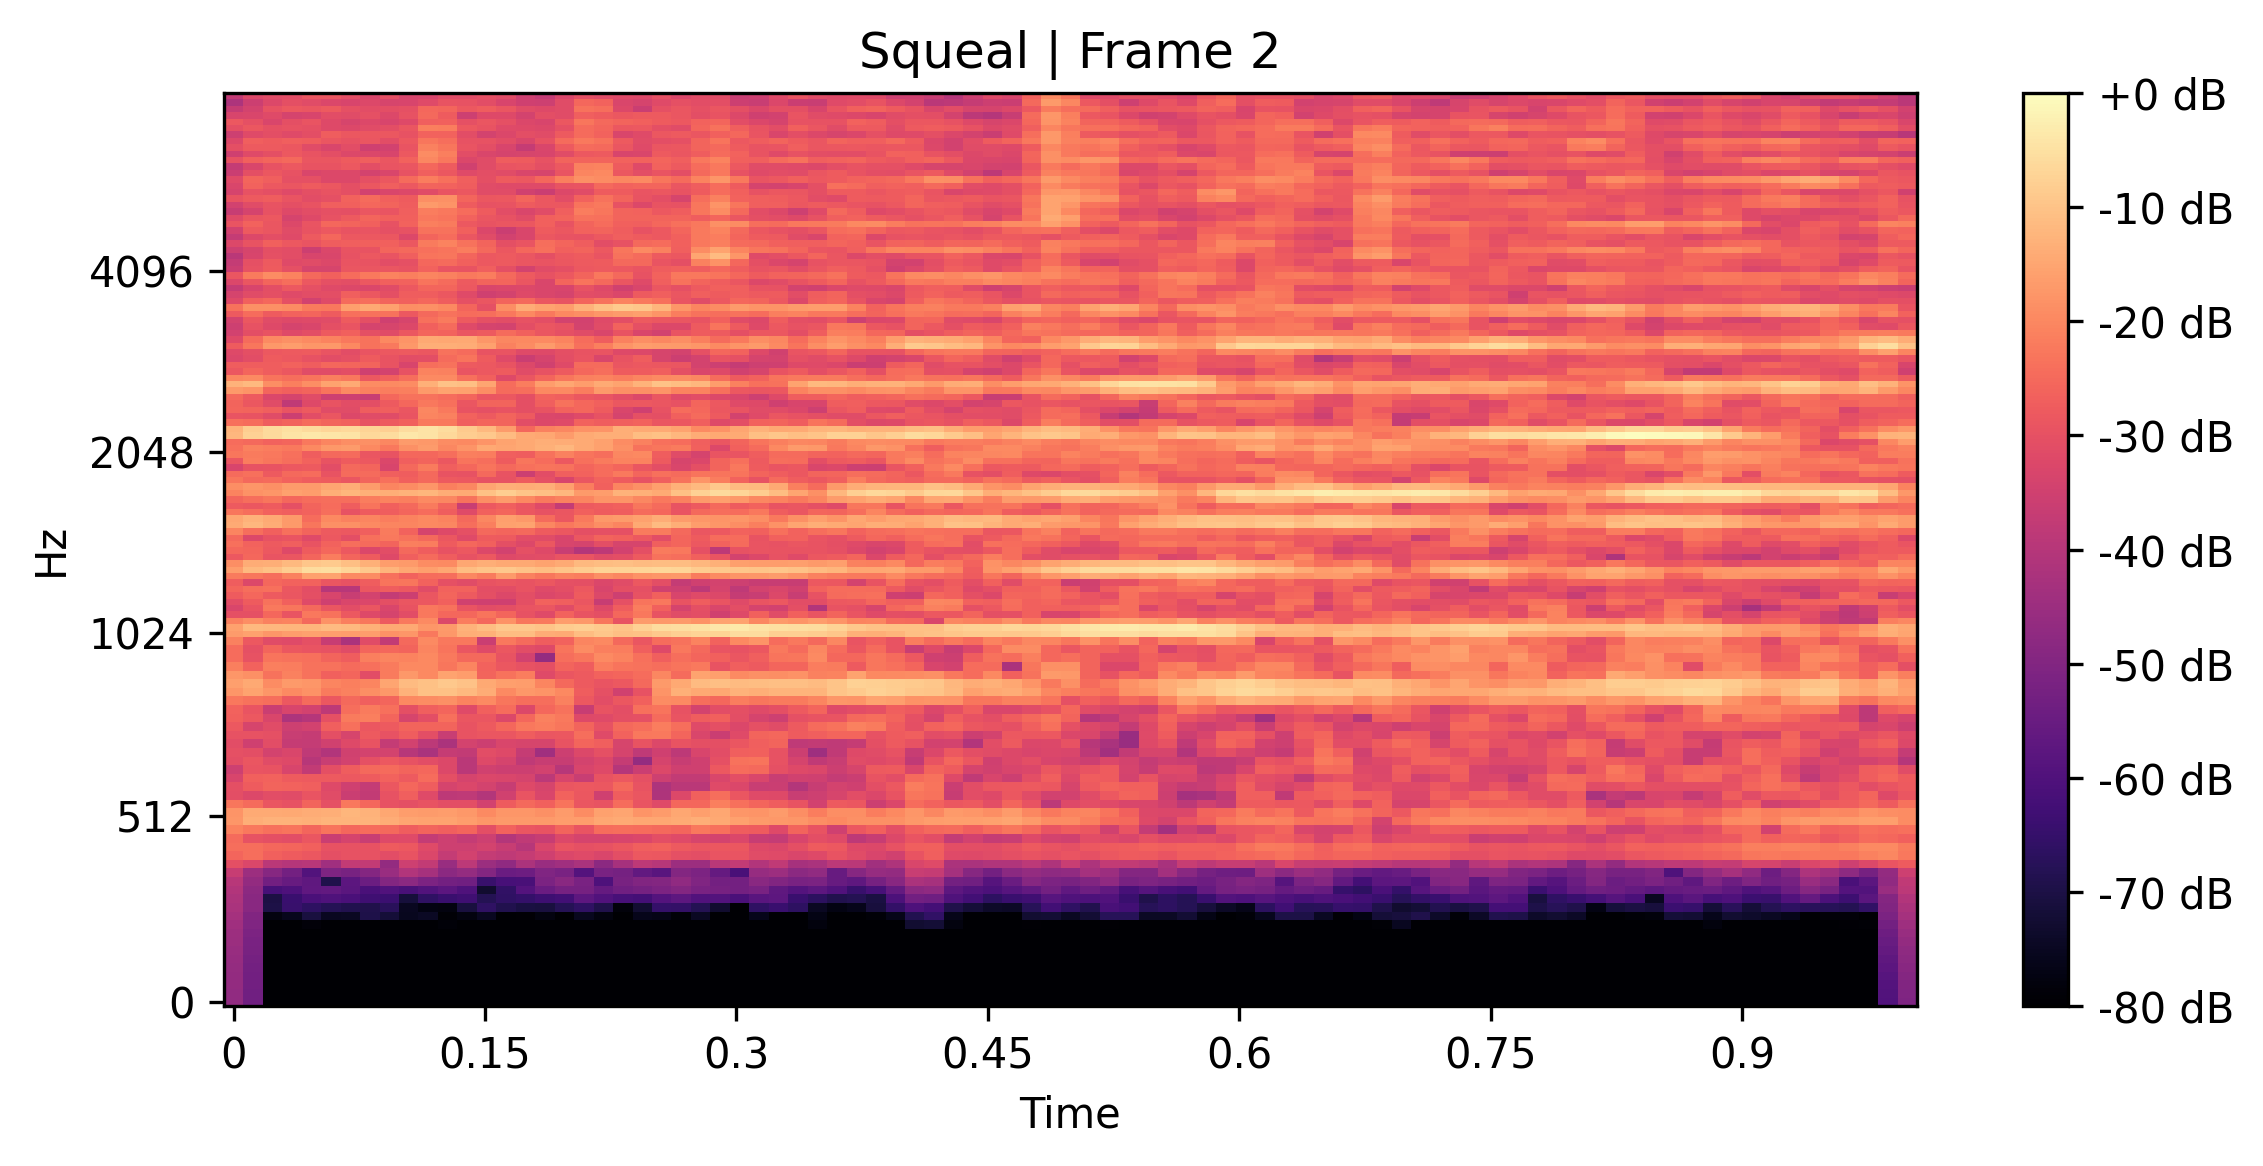 Squeal | Frame 2
+0 dB
-10 dB
-20 dB
-30 dB
-40 dB
-50 dB
-60 dB
-70 dB
-80 dB
4096
2048
1024
512
0
Hz
0 0.15 0.3 0.45 0.6 0.75 0.9
Time